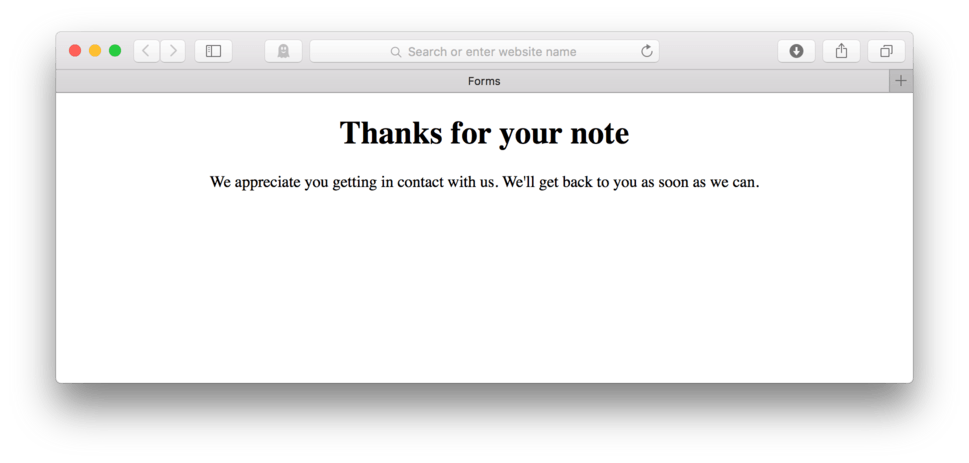 Search or enter website name
Forms
Thanks for your note
We appreciate you getting in contact with us. We'll get back to you as soon as we can.